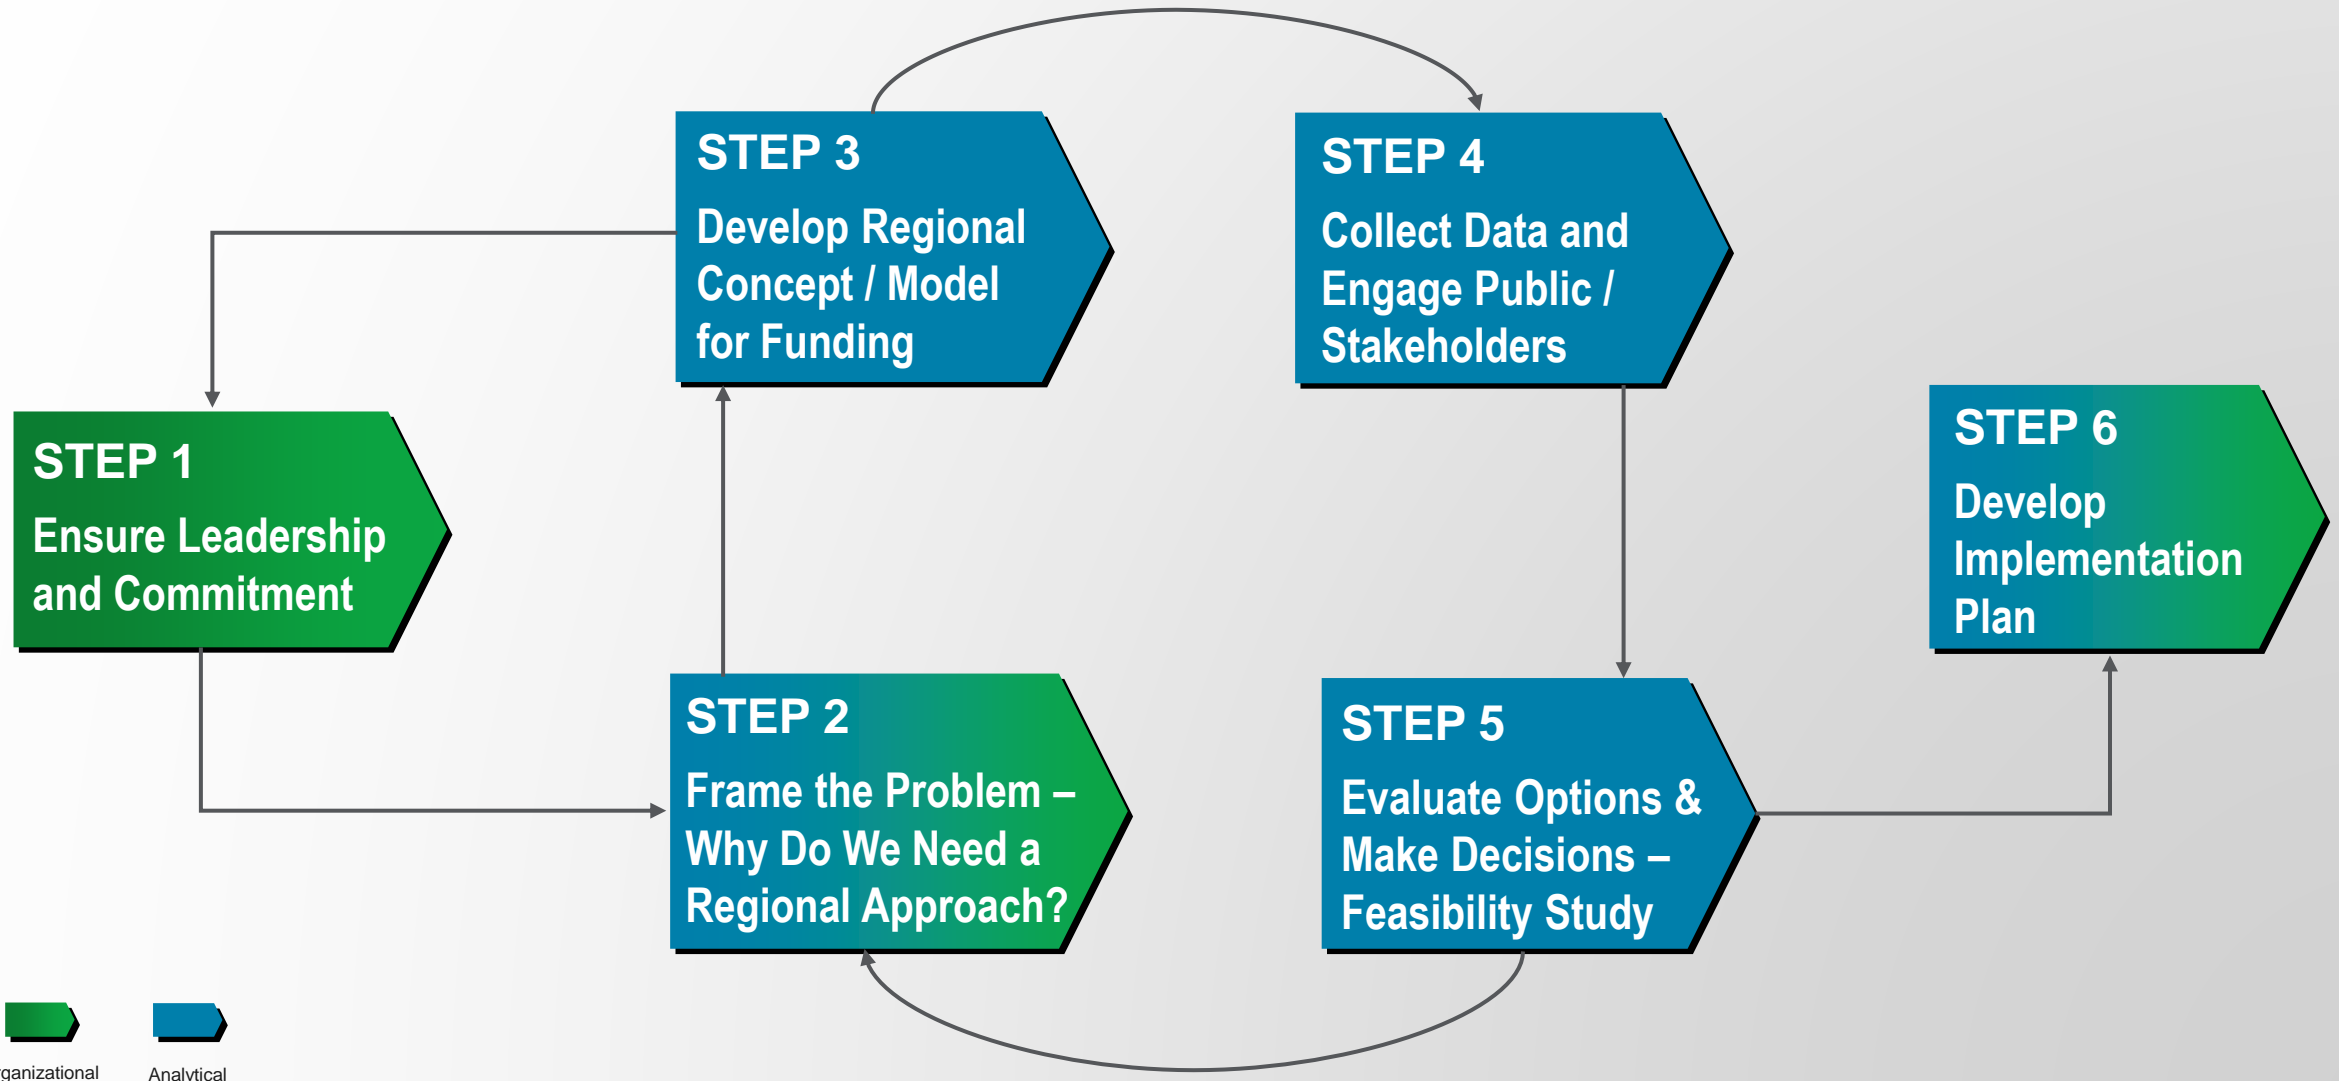 STEP 1
Ensure Leadership
and Commitment
STEP 2
Frame the Problem –
Why Do We Need a
Regional Approach?
STEP 3
Develop Regional
Concept / Model
for Funding
STEP 4
Collect Data and
Engage Public /
Stakeholders
STEP 5
Evaluate Options &
Make Decisions –
Feasibility Study
STEP 6
Develop
Implementation
Plan
rganizational
Analytical